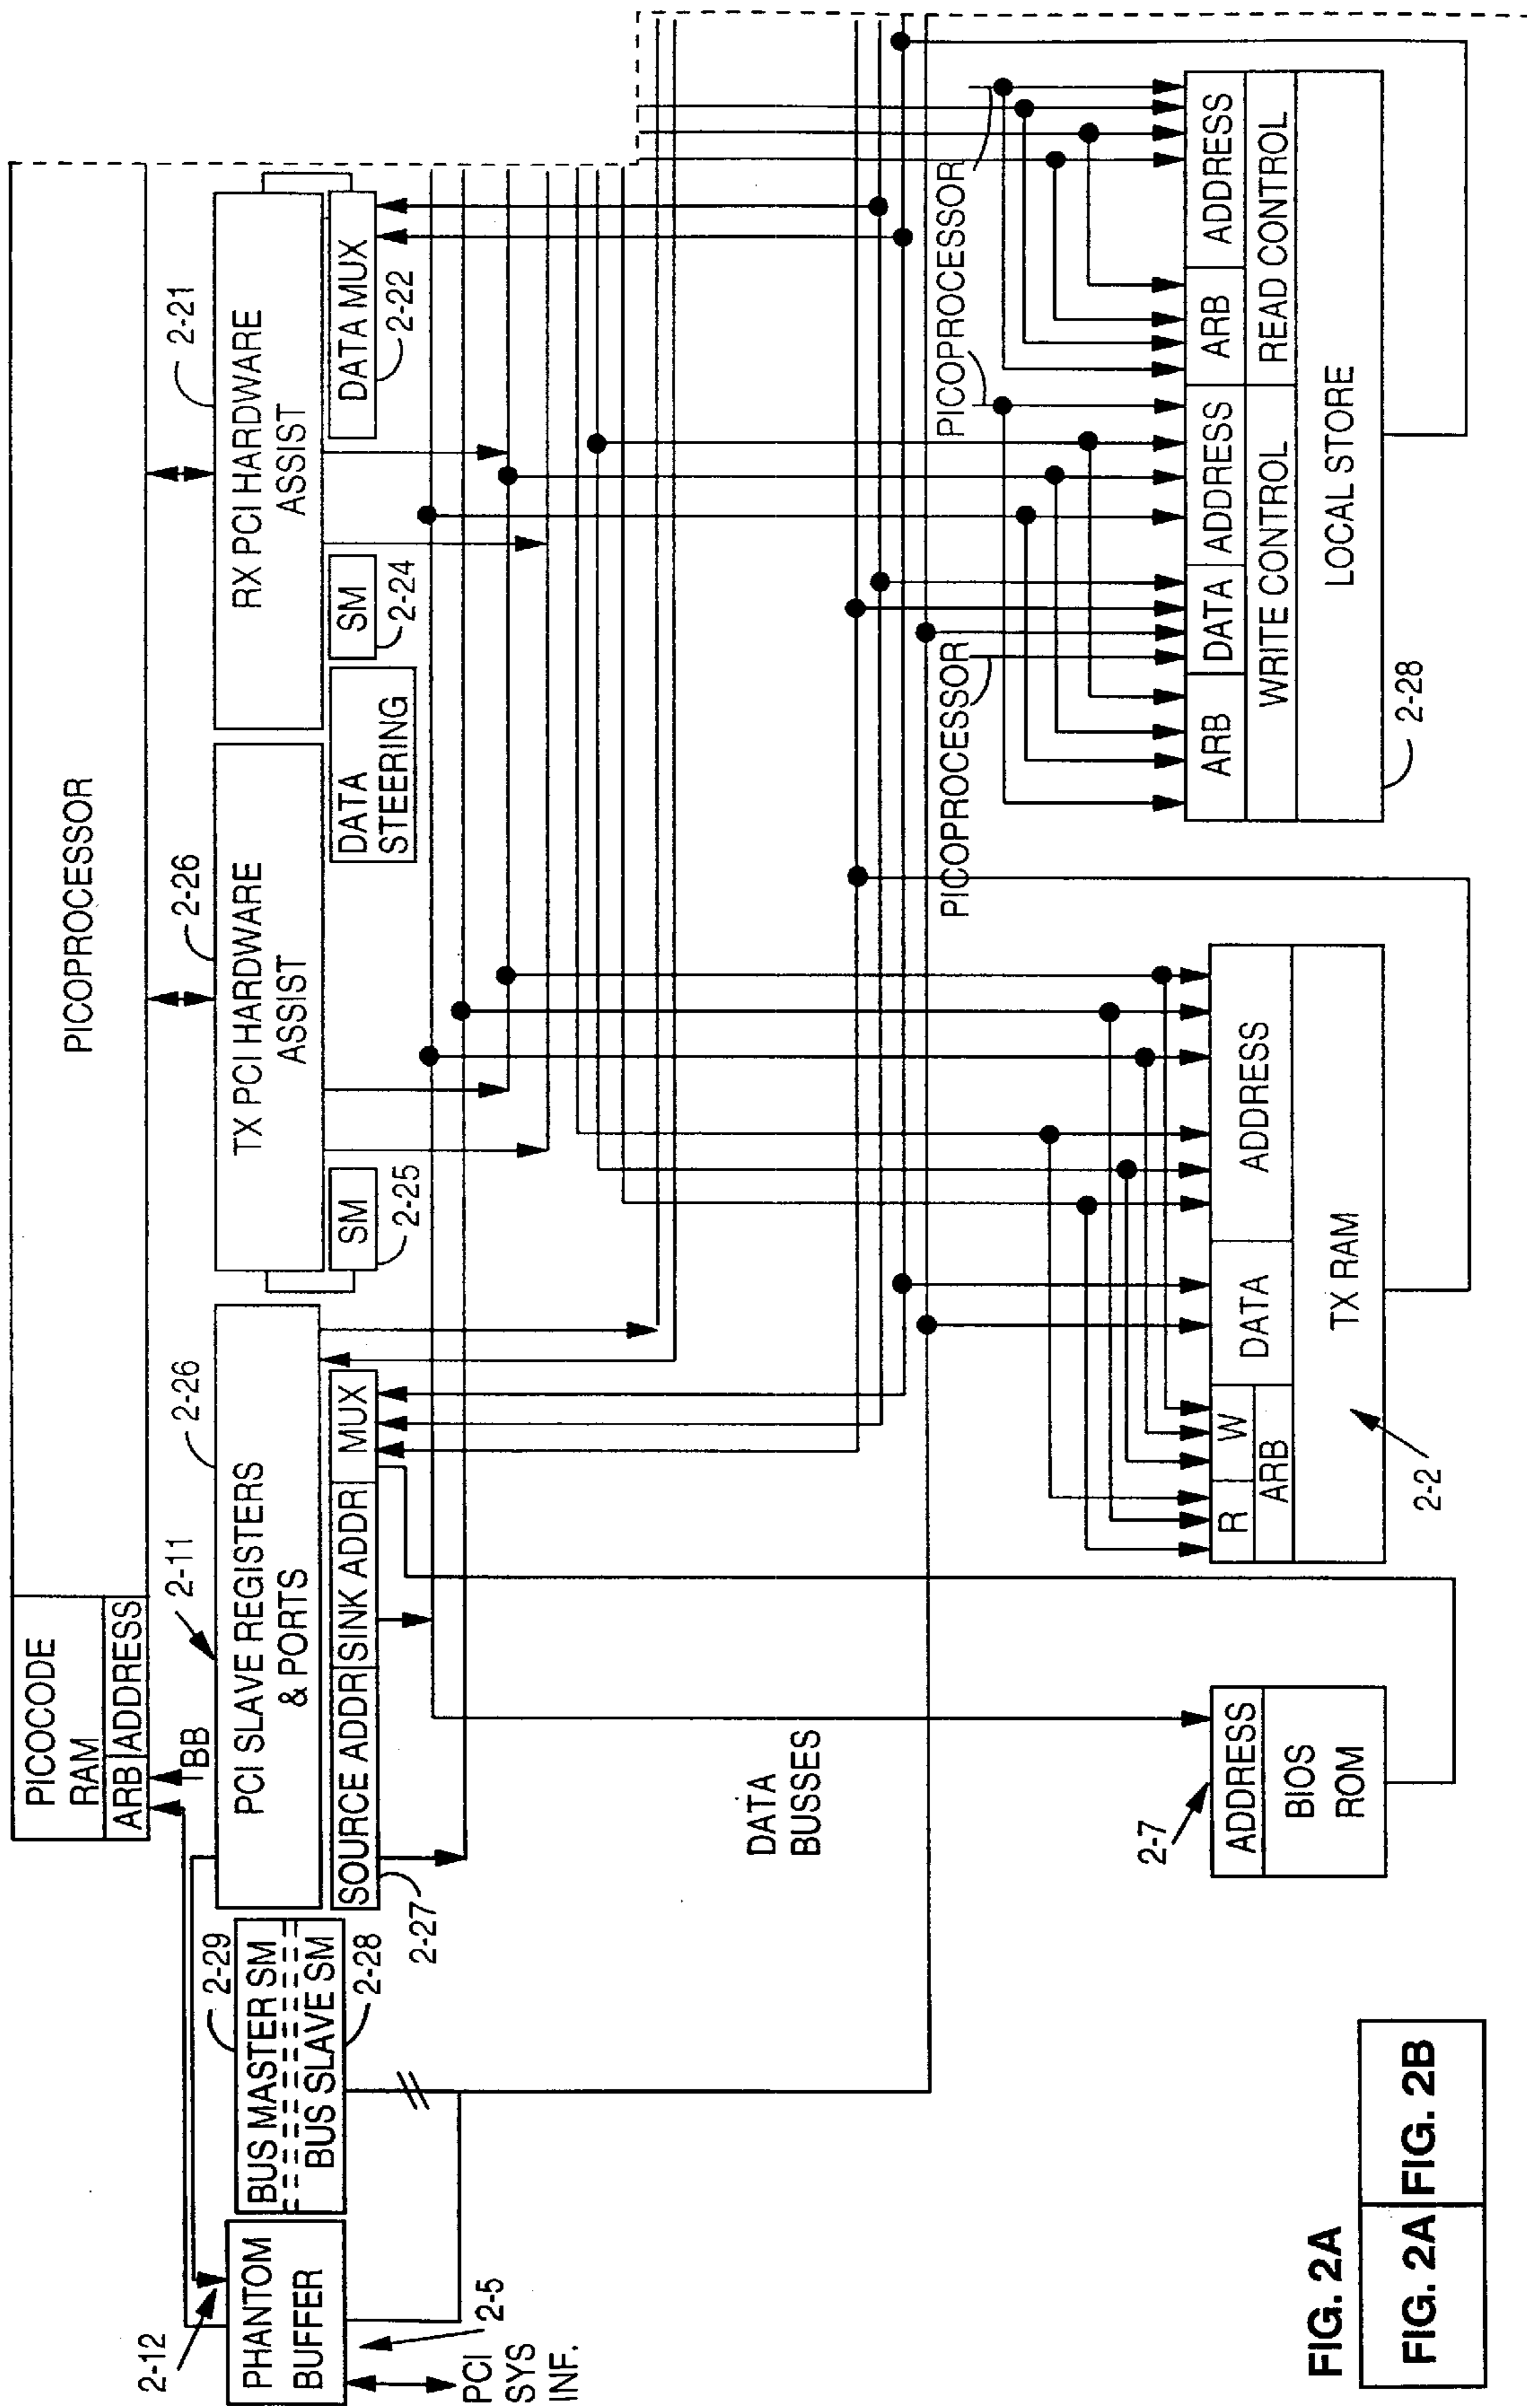 PICOCODE
RAM
ARB
ADDRESS
PICOPROCESSOR
TBB
2-12
PHANTOM
BUFFER
2-5
PCI
SYS
INF.
2-29
BUS MASTER SM
BUS SLAVE SM
2-28
2-11
2-26
PCI SLAVE REGISTERS
& PORTS
SOURCE ADDR
SINK ADDR
MUX
2-27
2-26
TX PCI HARDWARE
ASSIST
SM
2-25
DATA
STEERING
2-21
RX PCI HARDWARE
ASSIST
SM
2-24
DATA MUX
2-22
DATA
BUSSES
PICOPROCESSOR
PICOPROCESSOR
PICOPROCESSOR
2-7
ADDRESS
BIOS
ROM
R
W
ARB
DATA
ADDRESS
TX RAM
2-2
ARB
DATA
ADDRESS
ARB
ADDRESS
WRITE CONTROL
READ CONTROL
LOCAL STORE
2-28
FIG. 2A
FIG. 2A
FIG. 2B